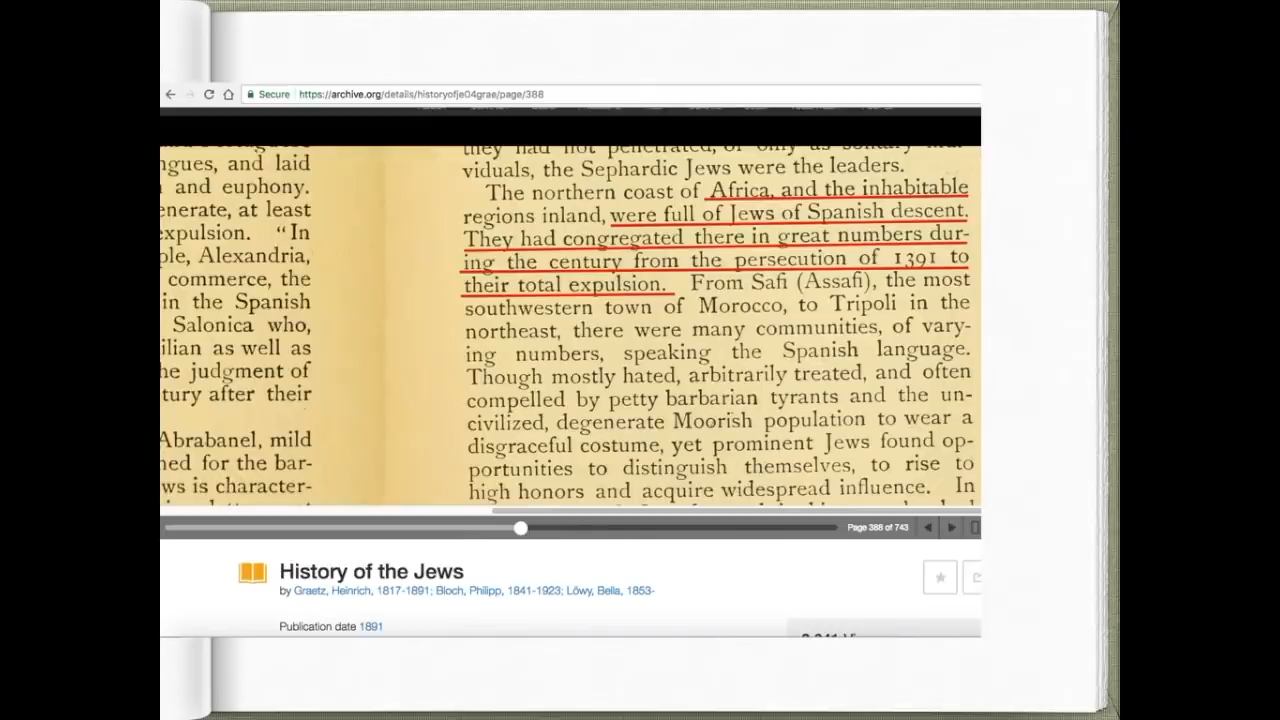 Secure https://archive.org/details/historyofje04grae/page/388
ngues, and laid
and euphony.
enerate, at least
expulsion. "In
ple, Alexandria,
commerce, the
in the Spanish
Salonica who,
ilian as well as
he judgment of
tury after their
Abrabanel, mild
ned for the bar-
ws is character-
they had not penetrated, or only as
viduals, the Sephardic Jews were the leaders.
The northern coast of Africa, and the inhabitable
regions inland, were full of Jews of Spanish descent.
They had congregated there in great numbers dur-
ing the century from the persecution of 1391 to
their total expulsion. From Safi (Assafi), the most
southwestern town of Morocco, to Tripoli in the
northeast, there were many communities, of vary-
ing numbers, speaking the Spanish language.
Though mostly hated, arbitrarily treated, and often
compelled by petty barbarian tyrants and the un-
civilized, degenerate Moorish population to wear a
disgraceful costume, yet prominent Jews found op-
portunities to distinguish themselves, to rise to
high honors and acquire widespread influence. In
Page 388 of 743
History of the Jews
by Graetz, Heinrich, 1817-1891; Bloch, Philipp, 1841-1923; Löwy, Bella, 1853-
Publication date 1891